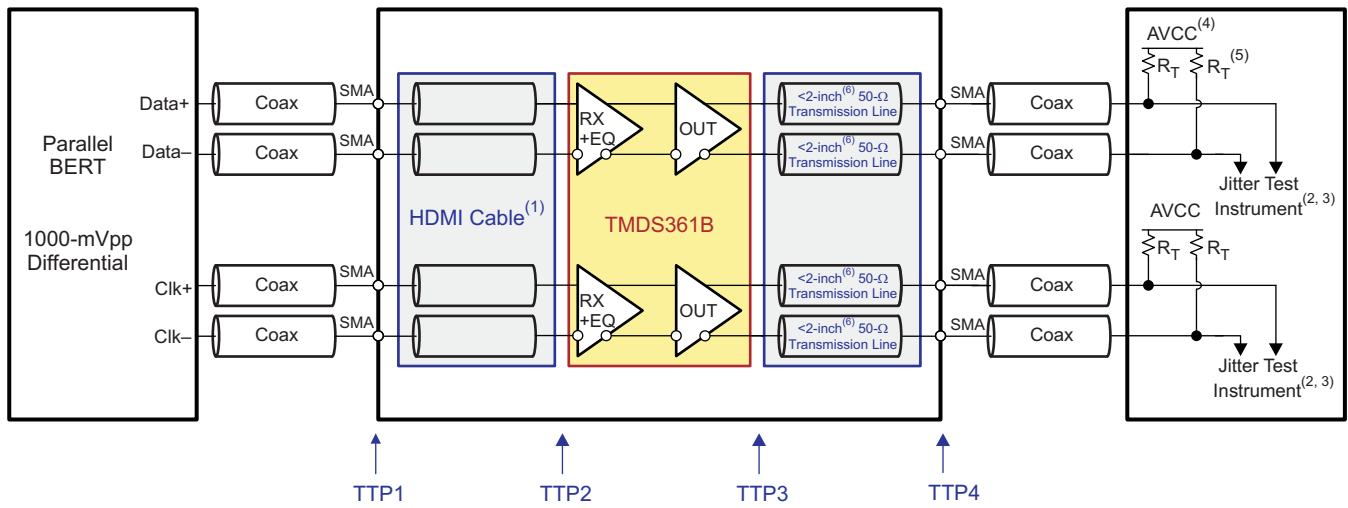 Parallel
BERT
1000-mVpp
Differential
Data+
Data–
Clk+
Clk–
Coax
Coax
Coax
Coax
SMA
SMA
SMA
SMA
HDMI Cable(1)
RX
+EQ
OUT
TMDS361B
RX
+EQ
OUT
<2-inch(6) 50-Ω
Transmission Line
<2-inch(6) 50-Ω
Transmission Line
<2-inch(6) 50-Ω
Transmission Line
<2-inch(6) 50-Ω
Transmission Line
SMA
SMA
SMA
SMA
Coax
Coax
Coax
Coax
AVCC(4)
RT
RT(5)
Jitter Test
Instrument(2, 3)
AVCC
RT
RT
Jitter Test
Instrument(2, 3)
TTP1
TTP2
TTP3
TTP4